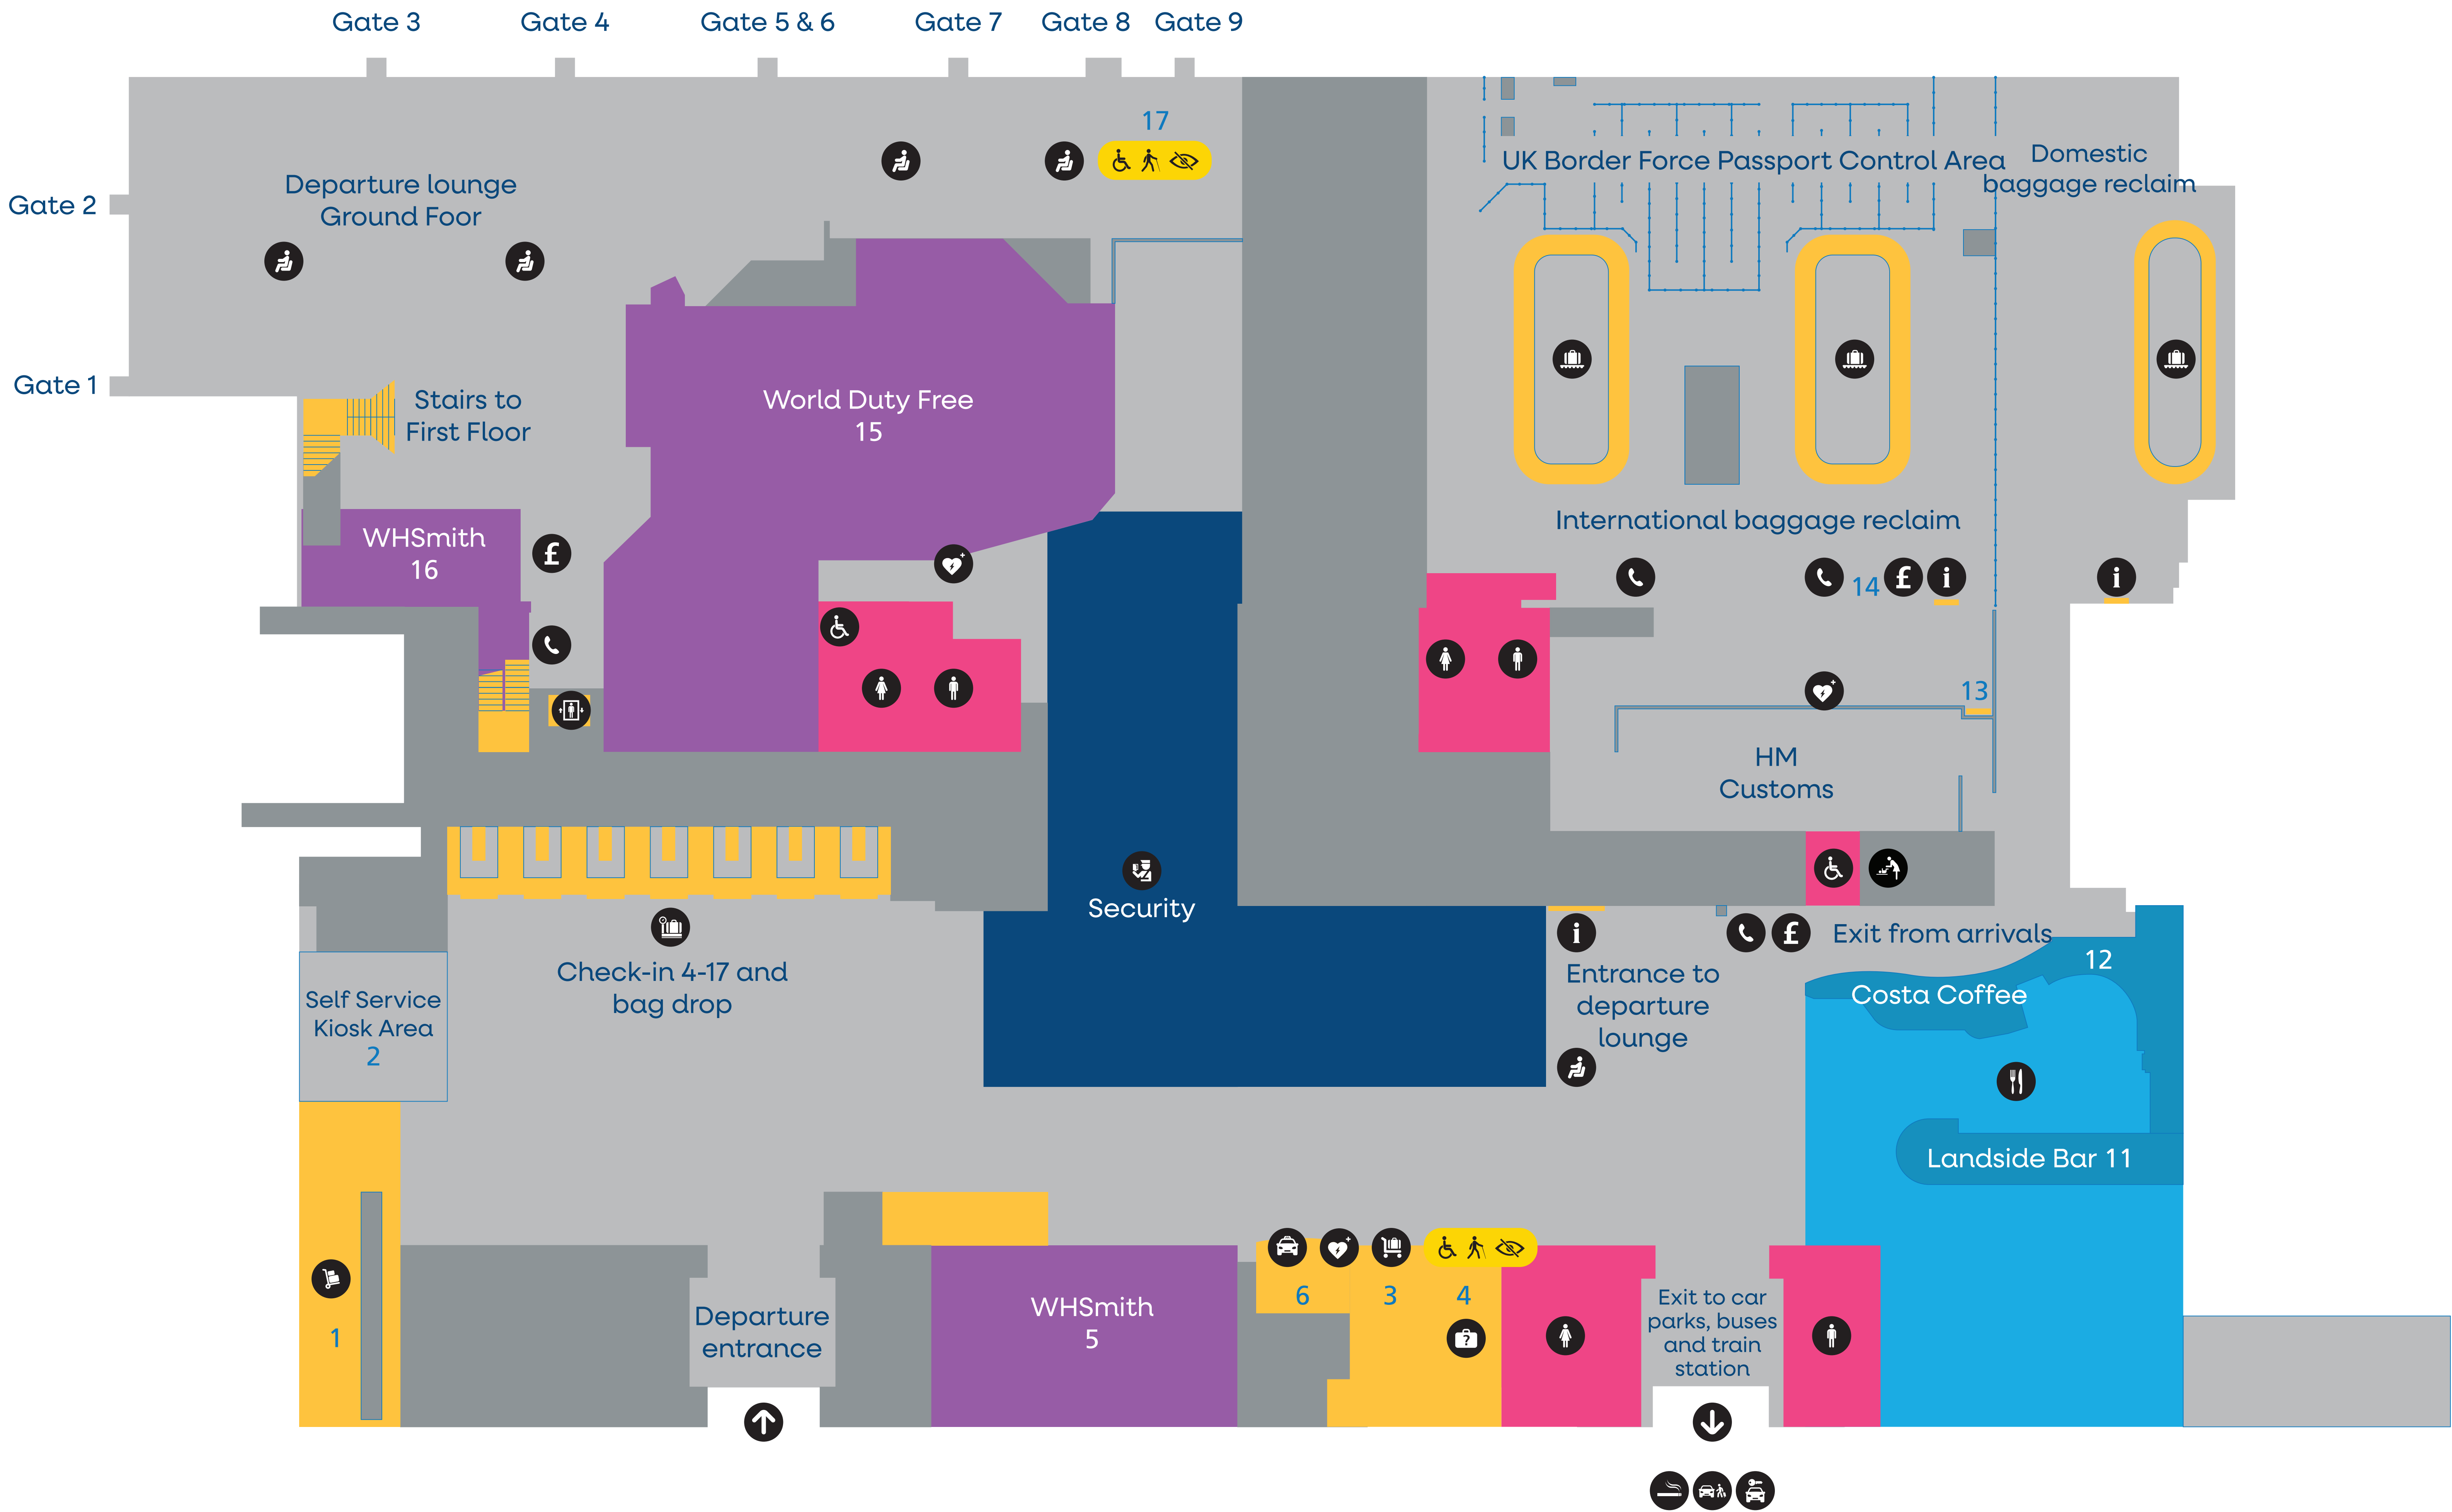 Gate 3
Gate 4
Gate 5 & 6
Gate 7
Gate 8
Gate 9
17
UK Border Force Passport Control Area
Domestic
baggage reclaim
Departure lounge
Ground Foor
Gate 2
Gate 1
Stairs to
First Floor
World Duty Free
15
WHSmith
16
£
International baggage reclaim
14
£
i
i
13
HM
Customs
Security
Check-in 4-17 and
bag drop
Self Service
Kiosk Area
2
i
£
Exit from arrivals
Entrance to
departure
lounge
12
Costa Coffee
Landside Bar 11
1
Departure
entrance
WHSmith
5
6
3
4
?
Exit to car
parks, buses
and train
station